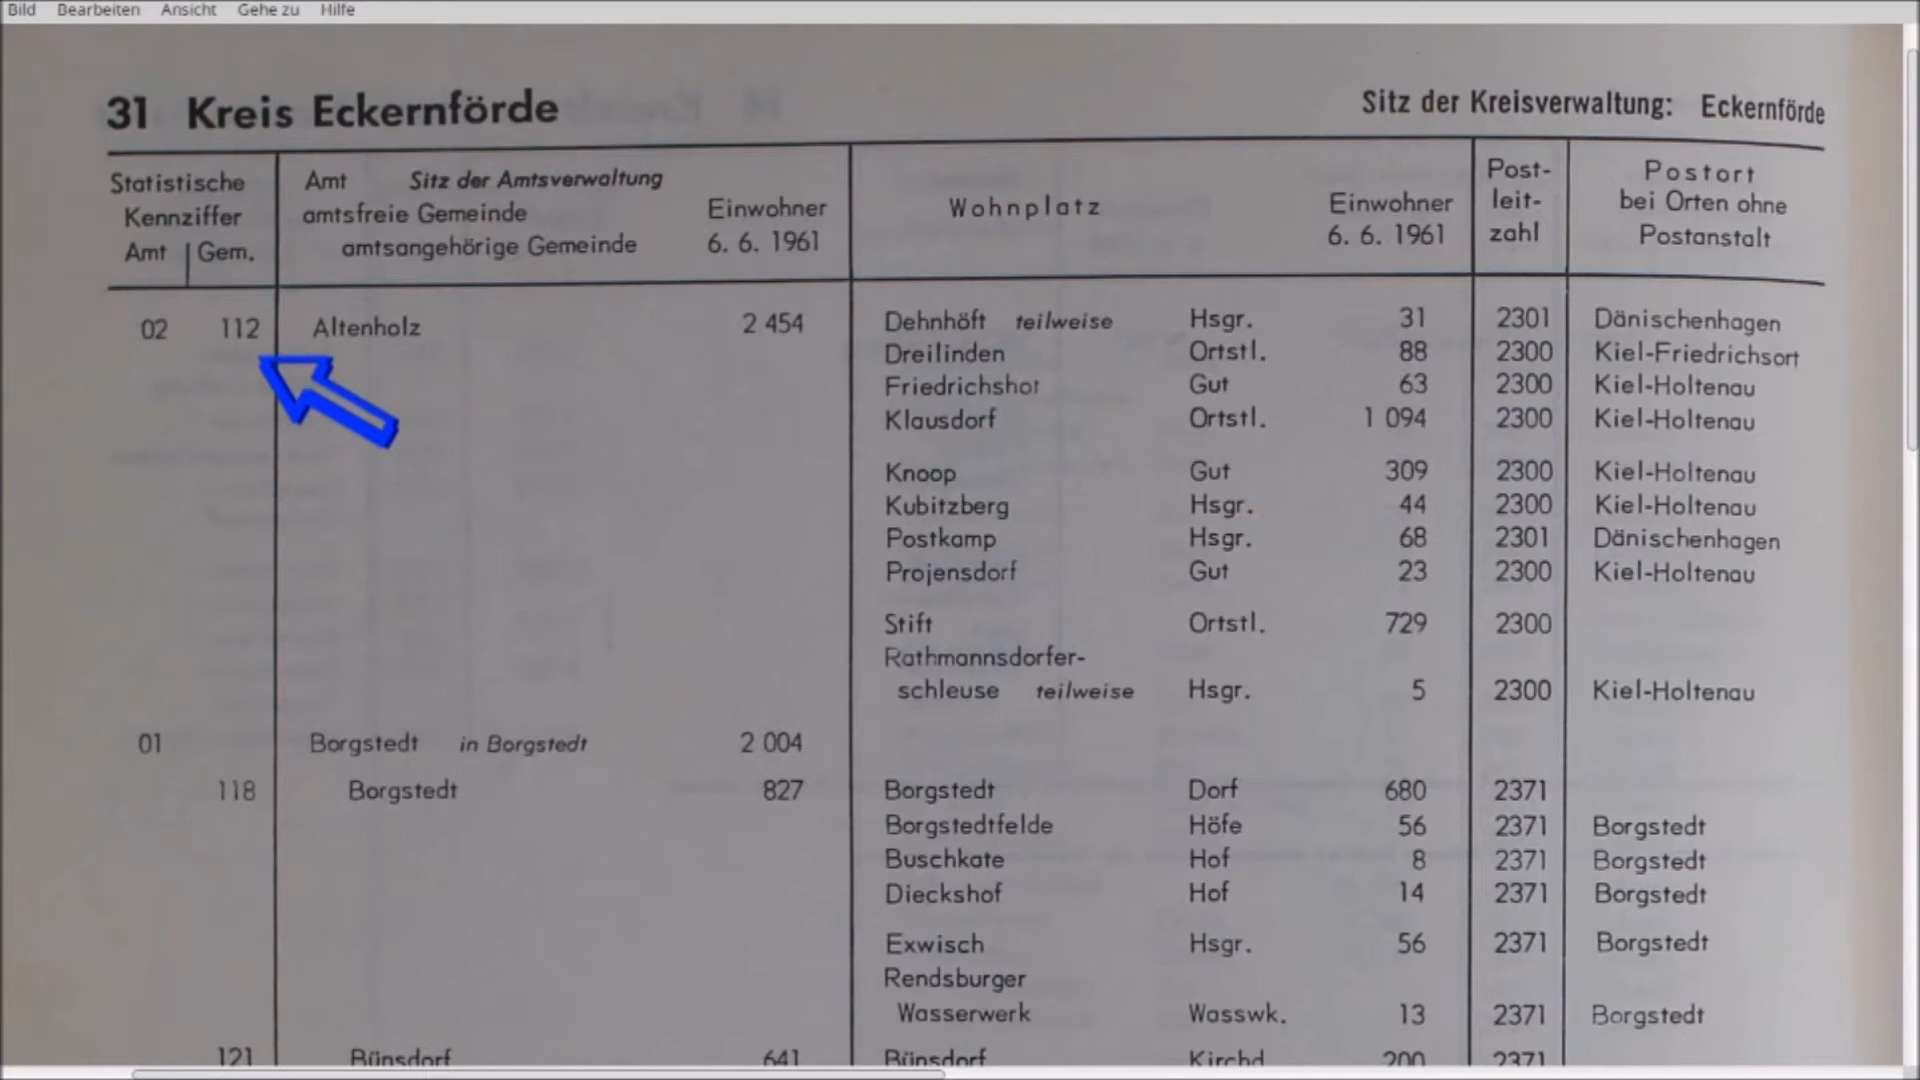 Bild Bearbeiten Ansicht Gehe zu Hilfe
31 Kreis Eckernförde Sitz der Kreisverwaltung: Eckernförde
Statistische Kennziffer Amt Gem.
Amt Sitz der Amtsverwaltung
amtsfreie Gemeinde
amtsangehörige Gemeinde
Einwohner 6. 6. 1961
Wohnplatz
Einwohner 6. 6. 1961
Post-
leit-
zahl
Postort
bei Orten ohne
Postanstalt
02 112 Altenholz 2 454 Dehnhöft teilweise Hsgr. 31 2301 Dänischenhagen
Dreilinden Ortstl. 88 2300 Kiel-Friedrichsort
Friedrichshof Gut 63 2300 Kiel-Holtenau
Klausdorf Ortstl. 1 094 2300 Kiel-Holtenau
Knoop Gut 309 2300 Kiel-Holtenau
Kubitzberg Hsgr. 44 2300 Kiel-Holtenau
Postkamp Hsgr. 68 2301 Dänischenhagen
Projensdorf Gut 23 2300 Kiel-Holtenau
Stift Ortstl. 729 2300
Rathmannsdorfer-
schleuse teilweise Hsgr. 5 2300 Kiel-Holtenau
01 Borgstedt in Borgstedt 2 004
118 Borgstedt 827 Borgstedt Dorf 680 2371
Borgstedtfelde Höfe 56 2371 Borgstedt
Buschkate Hof 8 2371 Borgstedt
Dieckshof Hof 14 2371 Borgstedt
Exwisch Hsgr. 56 2371 Borgstedt
Rendsburger
Wasserwerk Wasswk. 13 2371 Borgstedt
121 Bünsdorf 641 Bünsdorf Kirchd 200 2371